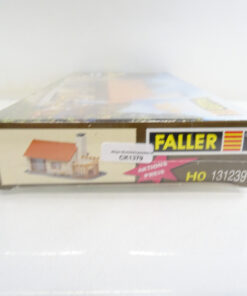 FALLER
CK1379
AKTIONS
PREIS
HO 131239